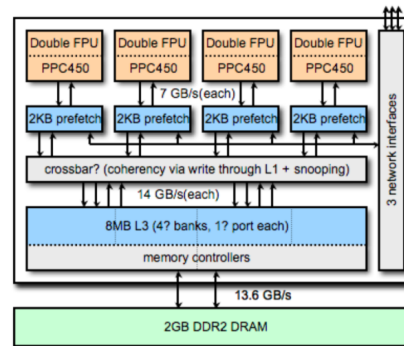 Double FPU Double FPU Double FPU Double FPU
PPC450 PPC450 PPC450 PPC450
7 GB/s(each)
2KB prefetch 2KB prefetch 2KB prefetch 2KB prefetch
crossbar? (coherency via write through L1 + snooping)
14 GB/s(each)
8MB L3 (4? banks, 1? port each)
memory controllers
3 network interfaces
13.6 GB/s
2GB DDR2 DRAM